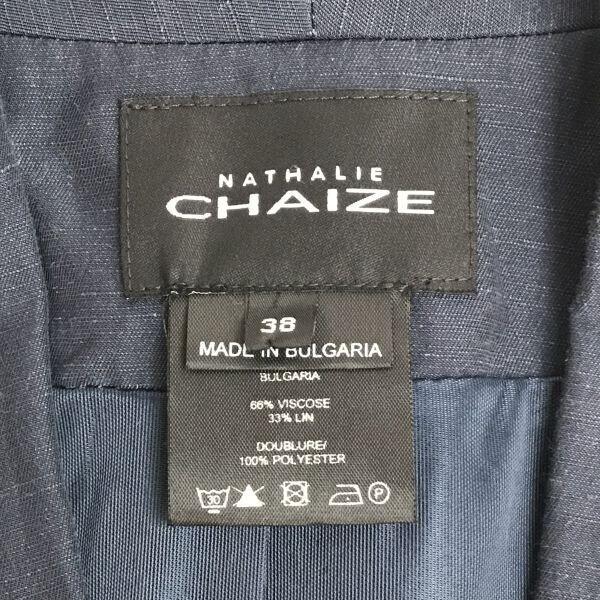 NATHALIE
CHAIZE
38
MADE IN BULGARIA
BULGARIA
66% VISCOSE
33% LIN
DOUBLURE/
100% POLYESTER
30
P